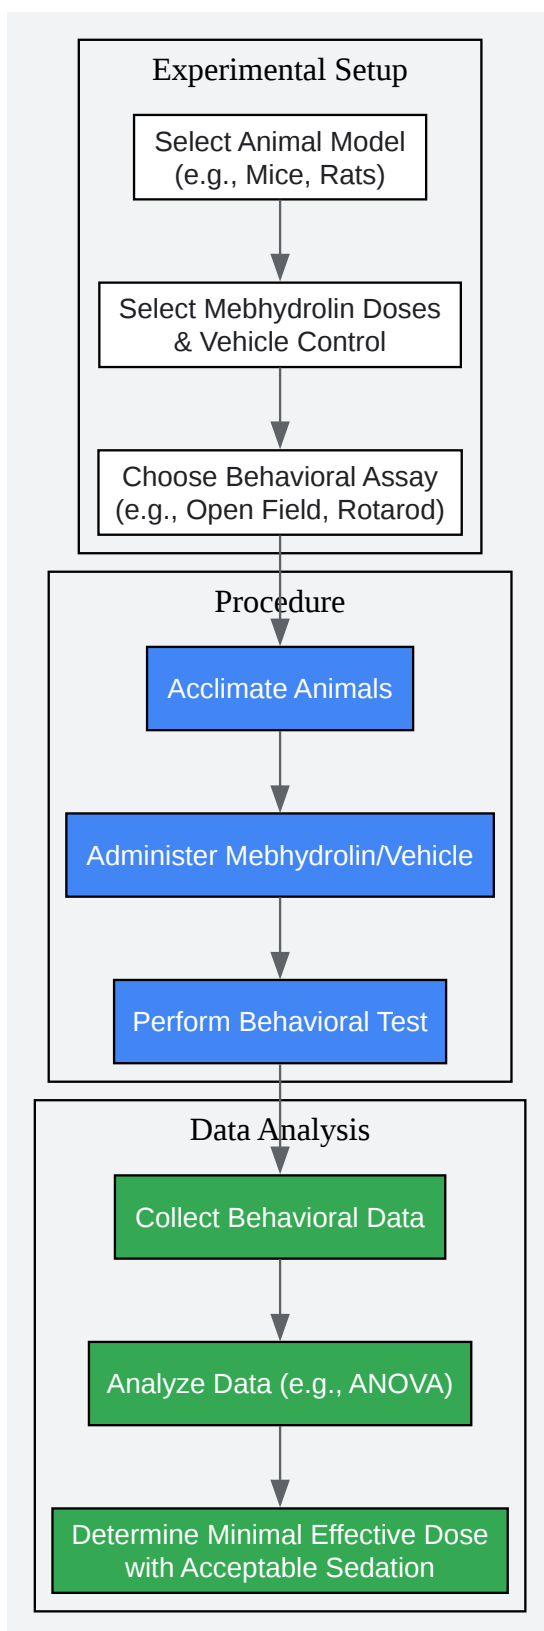 Experimental Setup
Select Animal Model
(e.g., Mice, Rats)
Select Mebhydrolin Doses
& Vehicle Control
Choose Behavioral Assay
(e.g., Open Field, Rotarod)
Procedure
Acclimate Animals
Administer Mebhydrolin/Vehicle
Perform Behavioral Test
Data Analysis
Collect Behavioral Data
Analyze Data (e.g., ANOVA)
Determine Minimal Effective Dose
with Acceptable Sedation